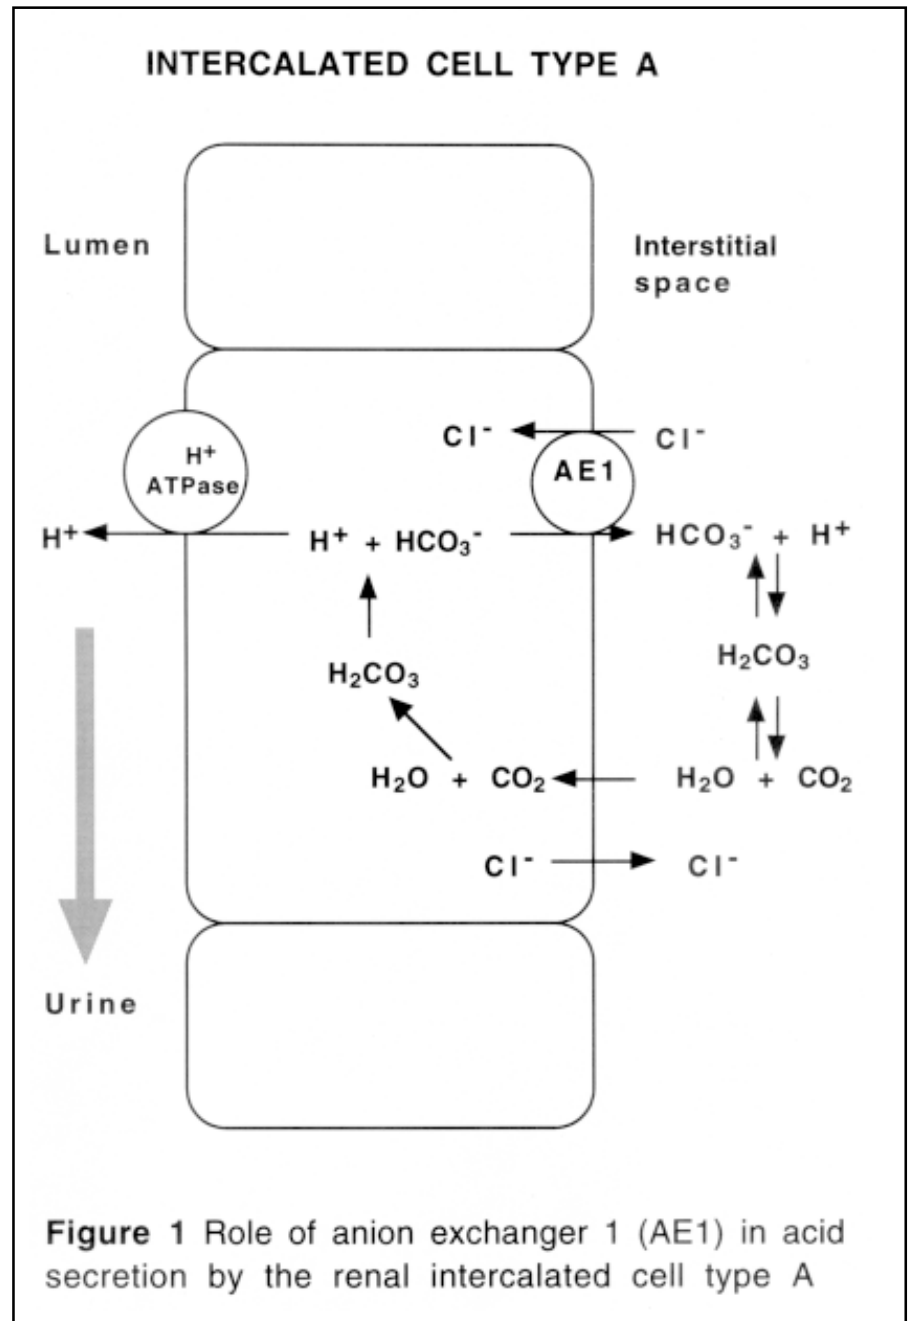 INTERCALATED CELL TYPE A
Lumen
Interstitial
space
Cl⁻ Cl⁻
H⁺
ATPase
AE1
H⁺ H⁺ + HCO₃⁻ HCO₃⁻ + H⁺
H₂CO₃ H₂CO₃
H₂O + CO₂ H₂O + CO₂
Cl⁻ Cl⁻
Urine
Figure 1 Role of anion exchanger 1 (AE1) in acid
secretion by the renal intercalated cell type A